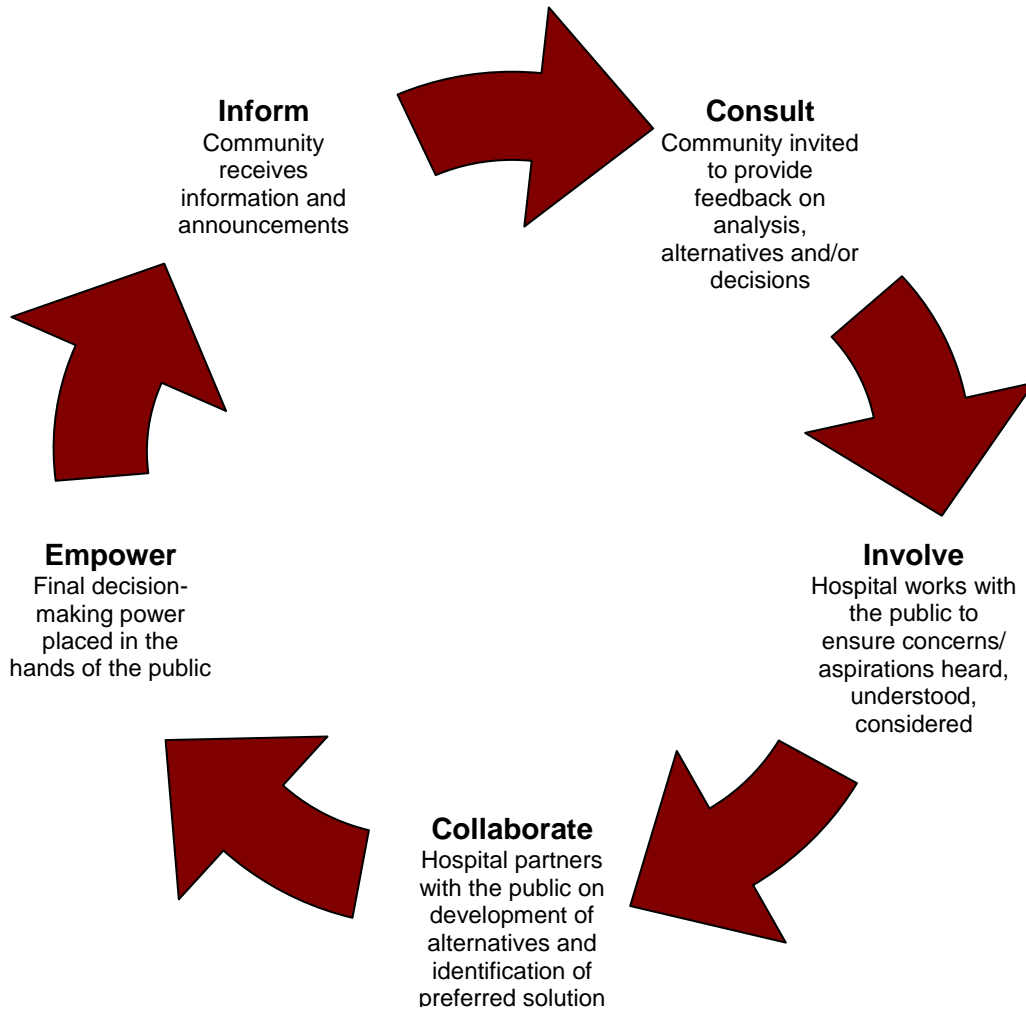 Inform
Community
receives
information and
announcements
Consult
Community invited
to provide
feedback on
analysis,
alternatives and/or
decisions
Involve
Hospital works with
the public to
ensure concerns/
aspirations heard,
understood,
considered
Collaborate
Hospital partners
with the public on
development of
alternatives and
identification of
preferred solution
Empower
Final decision-
making power
placed in the
hands of the public